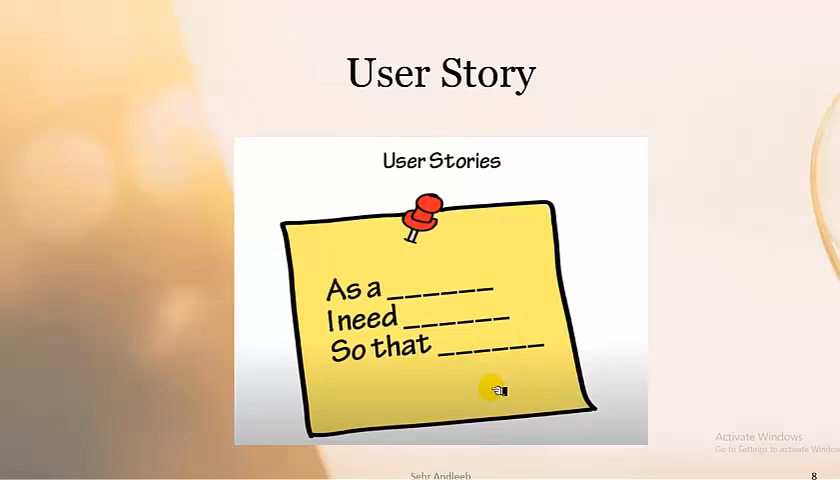 User Story
User Stories
As a ______
I need ______
So that ______
Activate Windows
Go to Settings to activate Window
Sehr Andleeb
8